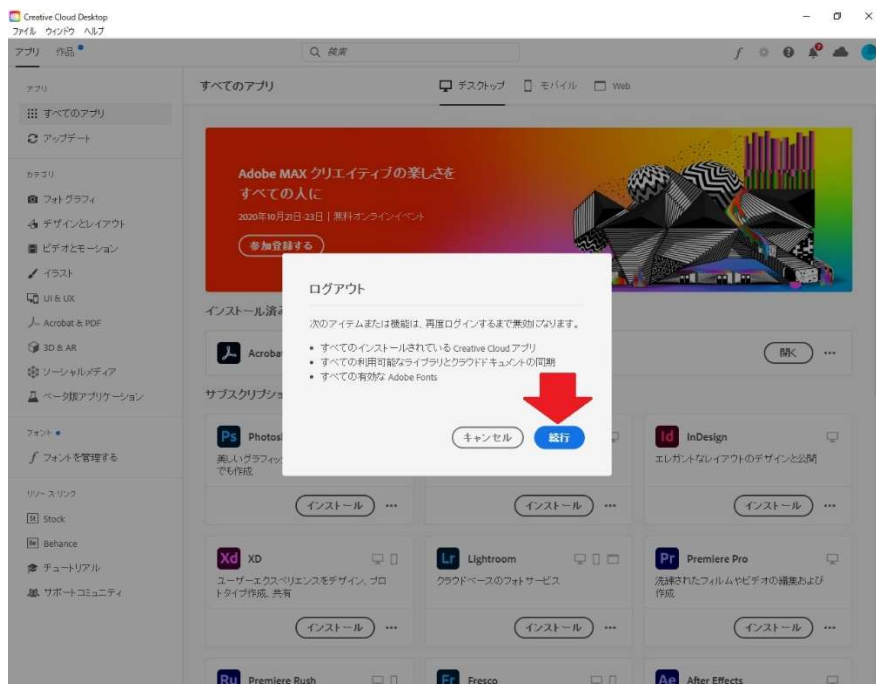 Creative Cloud Desktop
ファイル ウィンドウ ヘルプ
アプリ 作品 検索
アプリ
すべてのアプリ
アップデート
カテゴリ
フォトグラフィ
デザインとレイアウト
ビデオとモーション
イラスト
UI & UX
Acrobat & PDF
3D & AR
ソーシャルメディア
ベータ版アプリケーション
フォント
フォントを管理する
リソースリンク
Stock
Behance
チュートリアル
サポートコミュニティ
すべてのアプリ デスクトップ モバイル Web
Adobe MAX クリエイティブの楽しさを
すべての人に
2020年10月21日-23日 | 無料オンラインイベント
参加登録する
インストール済
Acroba 開く
サブスクリプショ
ログアウト
次のアイテムまたは機能は、再度ログインするまで無効になります。
すべてのインストールされている Creative Cloud アプリ
すべての利用可能なライブラリとクラウドドキュメントの同期
すべての有効な Adobe Fonts
キャンセル 続行
Ps Photosl
美しいグラフィッ
でも作成
インストール
インストール
Id InDesign
エレガントなレイアウトのデザインと公開
インストール
Xd XD
ユーザーエクスペリエンスをデザイン、プロ
トタイプ作成、共有
インストール
Lr Lightroom
クラウドベースのフォトサービス
インストール
Pr Premiere Pro
洗練されたフィルムやビデオの編集および
作成
インストール
Ru Premiere Rush
Fr Fresco
Ae After Effects